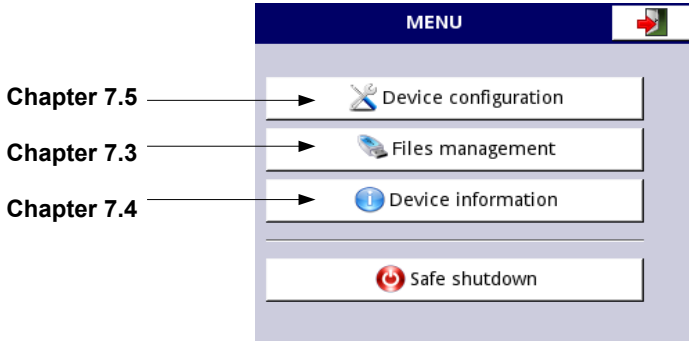 MENU
Chapter 7.5
Device configuration
Chapter 7.3
Files management
Chapter 7.4
Device information
Safe shutdown